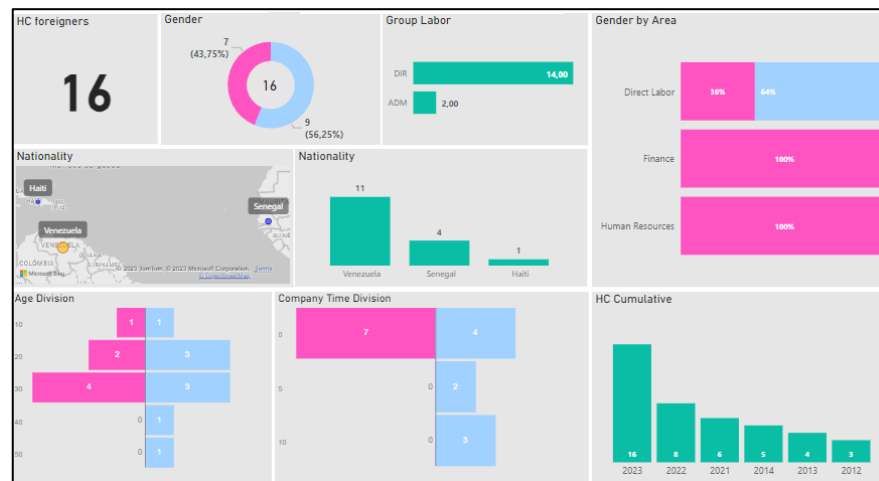 HC foreigners
16
Gender
7
(43,75%)
16
9
(56,25%)
Group Labor
DIR
14,00
ADM
2,00
Gender by Area
Direct Labor
36%
64%
Finance
100%
Human Resources
100%
Nationality
Haiti
Senegal
Venezuela
VENEZUELA
COLÔMBIA
Microsoft Bing
© 2023 TomTom, © 2023 Microsoft Corporation, Terms
© OpenStreetMap
Nationality
11
4
1
Venezuela
Senegal
Haiti
Age Division
10
1
1
20
2
3
30
4
3
40
0
1
50
0
1
Company Time Division
0
7
4
5
0
2
10
0
3
HC Cumulative
16
8
6
5
4
3
2023
2022
2021
2014
2013
2012